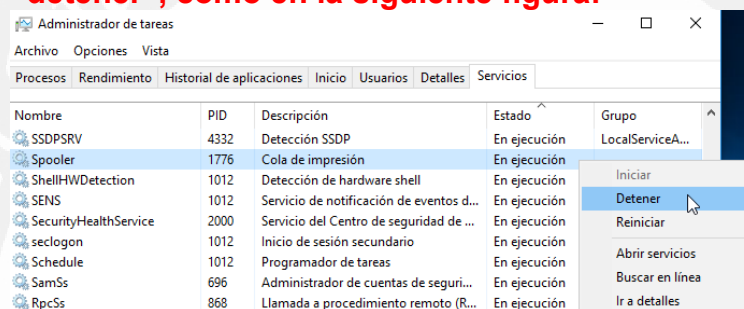 detener", como en la siguiente figura:
Administrador de tareas
Archivo Opciones Vista
Procesos Rendimiento Historial de aplicaciones Inicio Usuarios Detalles Servicios
Nombre PID Descripción Estado Grupo
SSDPSRV 4332 Detección SSDP En ejecución LocalServiceA...
Spooler 1776 Cola de impresión En ejecución
ShellHWDetection 1012 Detección de hardware shell En ejecución Iniciar
SENS 1012 Servicio de notificación de eventos d... En ejecución Detener
SecurityHealthService 2000 Servicio del Centro de seguridad de ... En ejecución Reiniciar
seclogon 1012 Inicio de sesión secundario En ejecución Abrir servicios
Schedule 1012 Programador de tareas En ejecución
SamSs 696 Administrador de cuentas de seguri... En ejecución Buscar en línea
RpcSs 868 Llamada a procedimiento remoto (R... En ejecución Ir a detalles